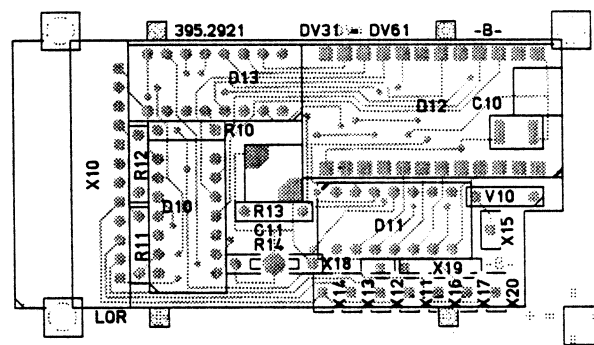 395.2921 DV31 - DV61 -B-
D13
D12
C10
R10
X10
R12
D10
V10
R13
C11
R14
D11
X15
R11
X18
X19
LOR
X14 X13 X12 X11 X16 X17 X20